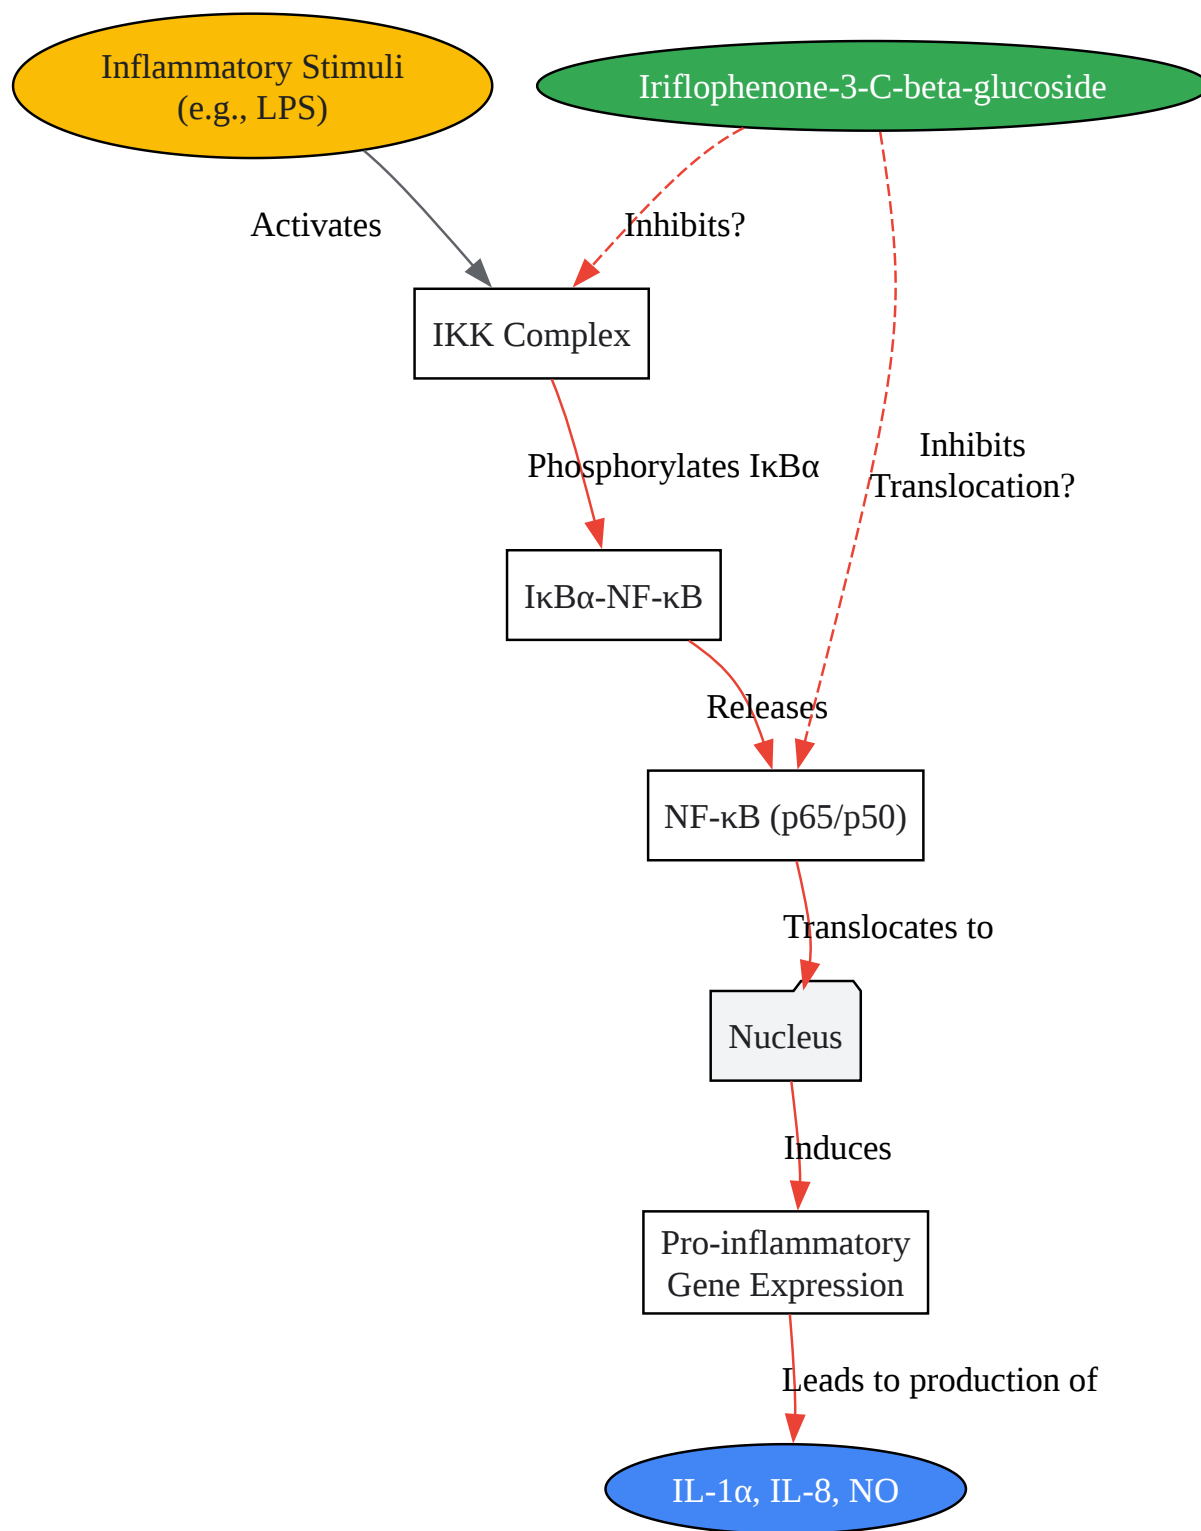 Inflammatory Stimuli
(e.g., LPS)
Iriflophenone-3-C-beta-glucoside
Activates
Inhibits?
IKK Complex
Inhibits
Translocation?
Phosphorylates IκBα
IκBα-NF-κB
Releases
NF-κB (p65/p50)
Translocates to
Nucleus
Induces
Pro-inflammatory
Gene Expression
Leads to production of
IL-1α, IL-8, NO